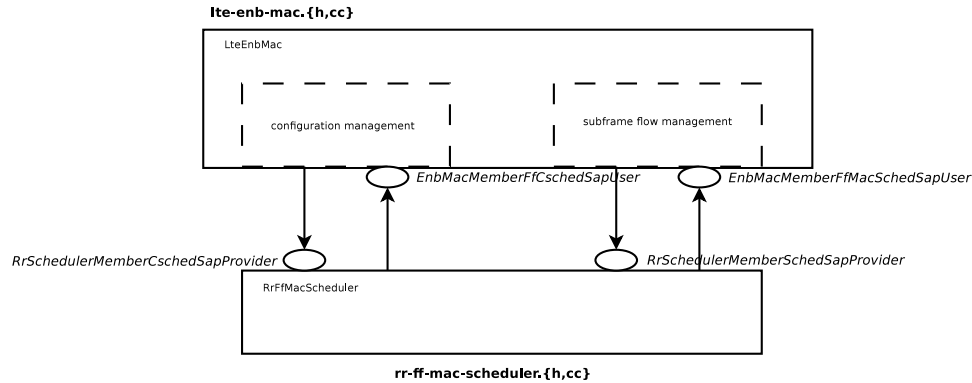 lte-enb-mac.{h,cc}
LteEnbMac
configuration management
subframe flow management
EnbMacMemberFfCschedSapUser
EnbMacMemberFfMacSchedSapUser
RrSchedulerMemberCschedSapProvider
RrSchedulerMemberSchedSapProvider
RrFfMacScheduler
rr-ff-mac-scheduler.{h,cc}